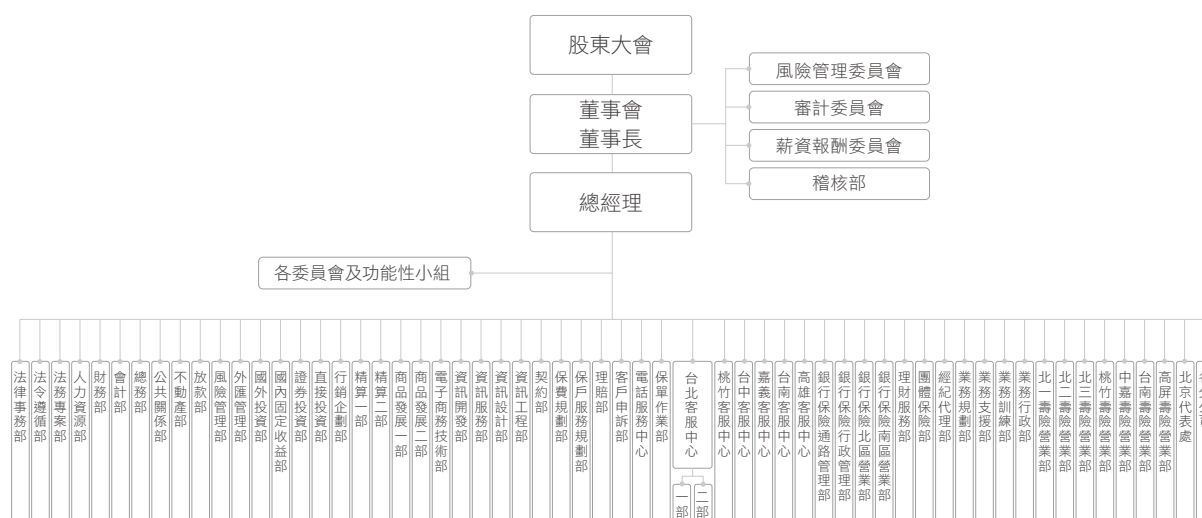 股東大會
董事會
董事長
風險管理委員會
審計委員會
薪資報酬委員會
稽核部
總經理
各委員會及功能性小組
法律事務部
法令遵循部
法務專案部
人力資源部
財務部
會計部
總務部
公共關係部
不動產部
放款部
風險管理部
外匯管理部
國外投資部
國內固定收益部
證券投資部
直接投資部
行銷企劃部
精算一部
精算二部
商品發展一部
商品發展二部
電子商務技術部
資訊開發部
資訊服務部
資訊設計部
資訊工程部
契約部
保費規劃部
保戶服務規劃部
理賠部
客戶申訴部
電話服務中心
保單作業部
台北客服中心
一部
二部
桃竹客服中心
台中客服中心
嘉義客服中心
台南客服中心
高雄客服中心
銀行保險通路管理部
銀行保險行政管理部
銀行保險北區營業部
銀行保險南區營業部
理財服務部
團體保險部
經紀代理部
業務規劃部
業務支援部
業務訓練部
業務行政部
北一壽險營業部
北二壽險營業部
北三壽險營業部
桃竹壽險營業部
中嘉壽險營業部
台南壽險營業部
高屏壽險營業部
北京代表處